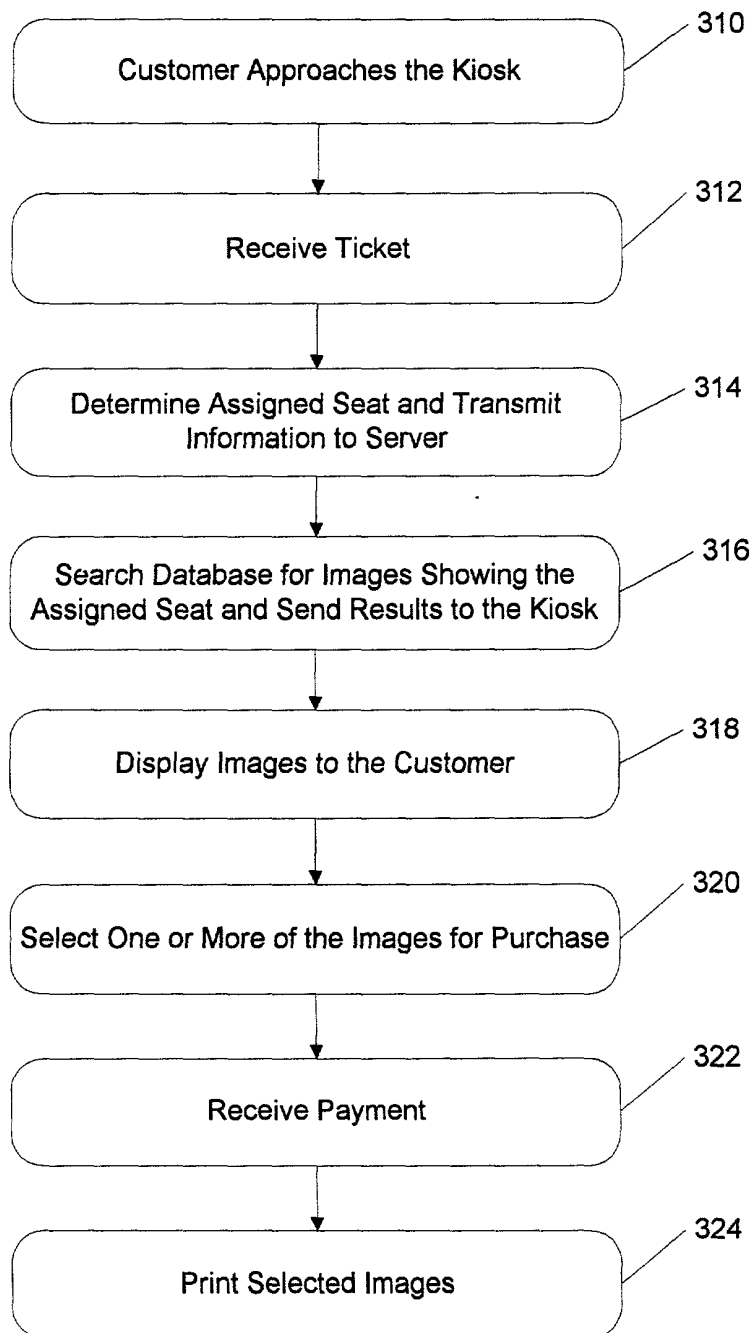 310
Customer Approaches the Kiosk
312
Receive Ticket
314
Determine Assigned Seat and Transmit
Information to Server
316
Search Database for Images Showing the
Assigned Seat and Send Results to the Kiosk
318
Display Images to the Customer
320
Select One or More of the Images for Purchase
322
Receive Payment
324
Print Selected Images